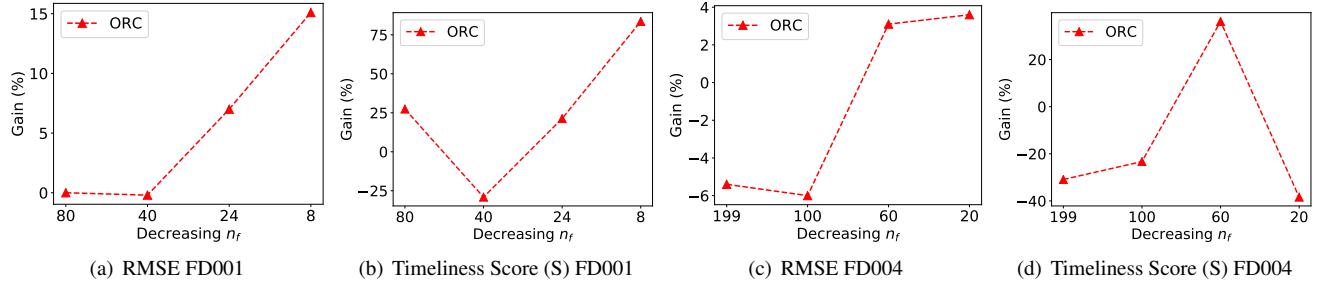 15
10
5
0
Gain (%)
ORC
80
40
24
8
Decreasing n_f
(a) RMSE FD001
75
50
25
0
−25
Gain (%)
ORC
80
40
24
8
Decreasing n_f
(b) Timeliness Score (S) FD001
4
2
0
−2
−4
−6
Gain (%)
ORC
199
100
60
20
Decreasing n_f
(c) RMSE FD004
20
0
−20
−40
Gain (%)
ORC
199
100
60
20
Decreasing n_f
(d) Timeliness Score (S) FD004